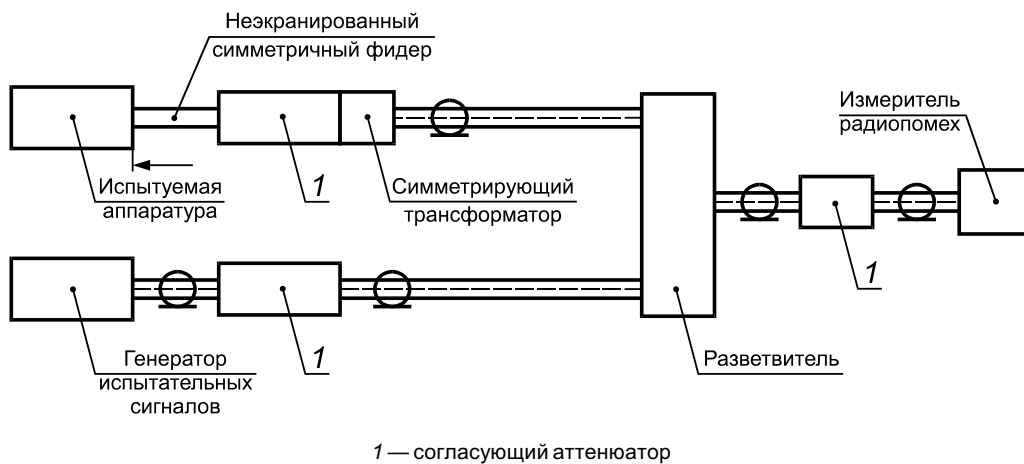 Неэкранированный
симметричный фидер
Измеритель
радиопомех
Испытуемая
аппаратура
1
Симметрирующий
трансформатор
1
Генератор
испытательных
сигналов
1
Разветвитель
1 — согласующий аттенюатор